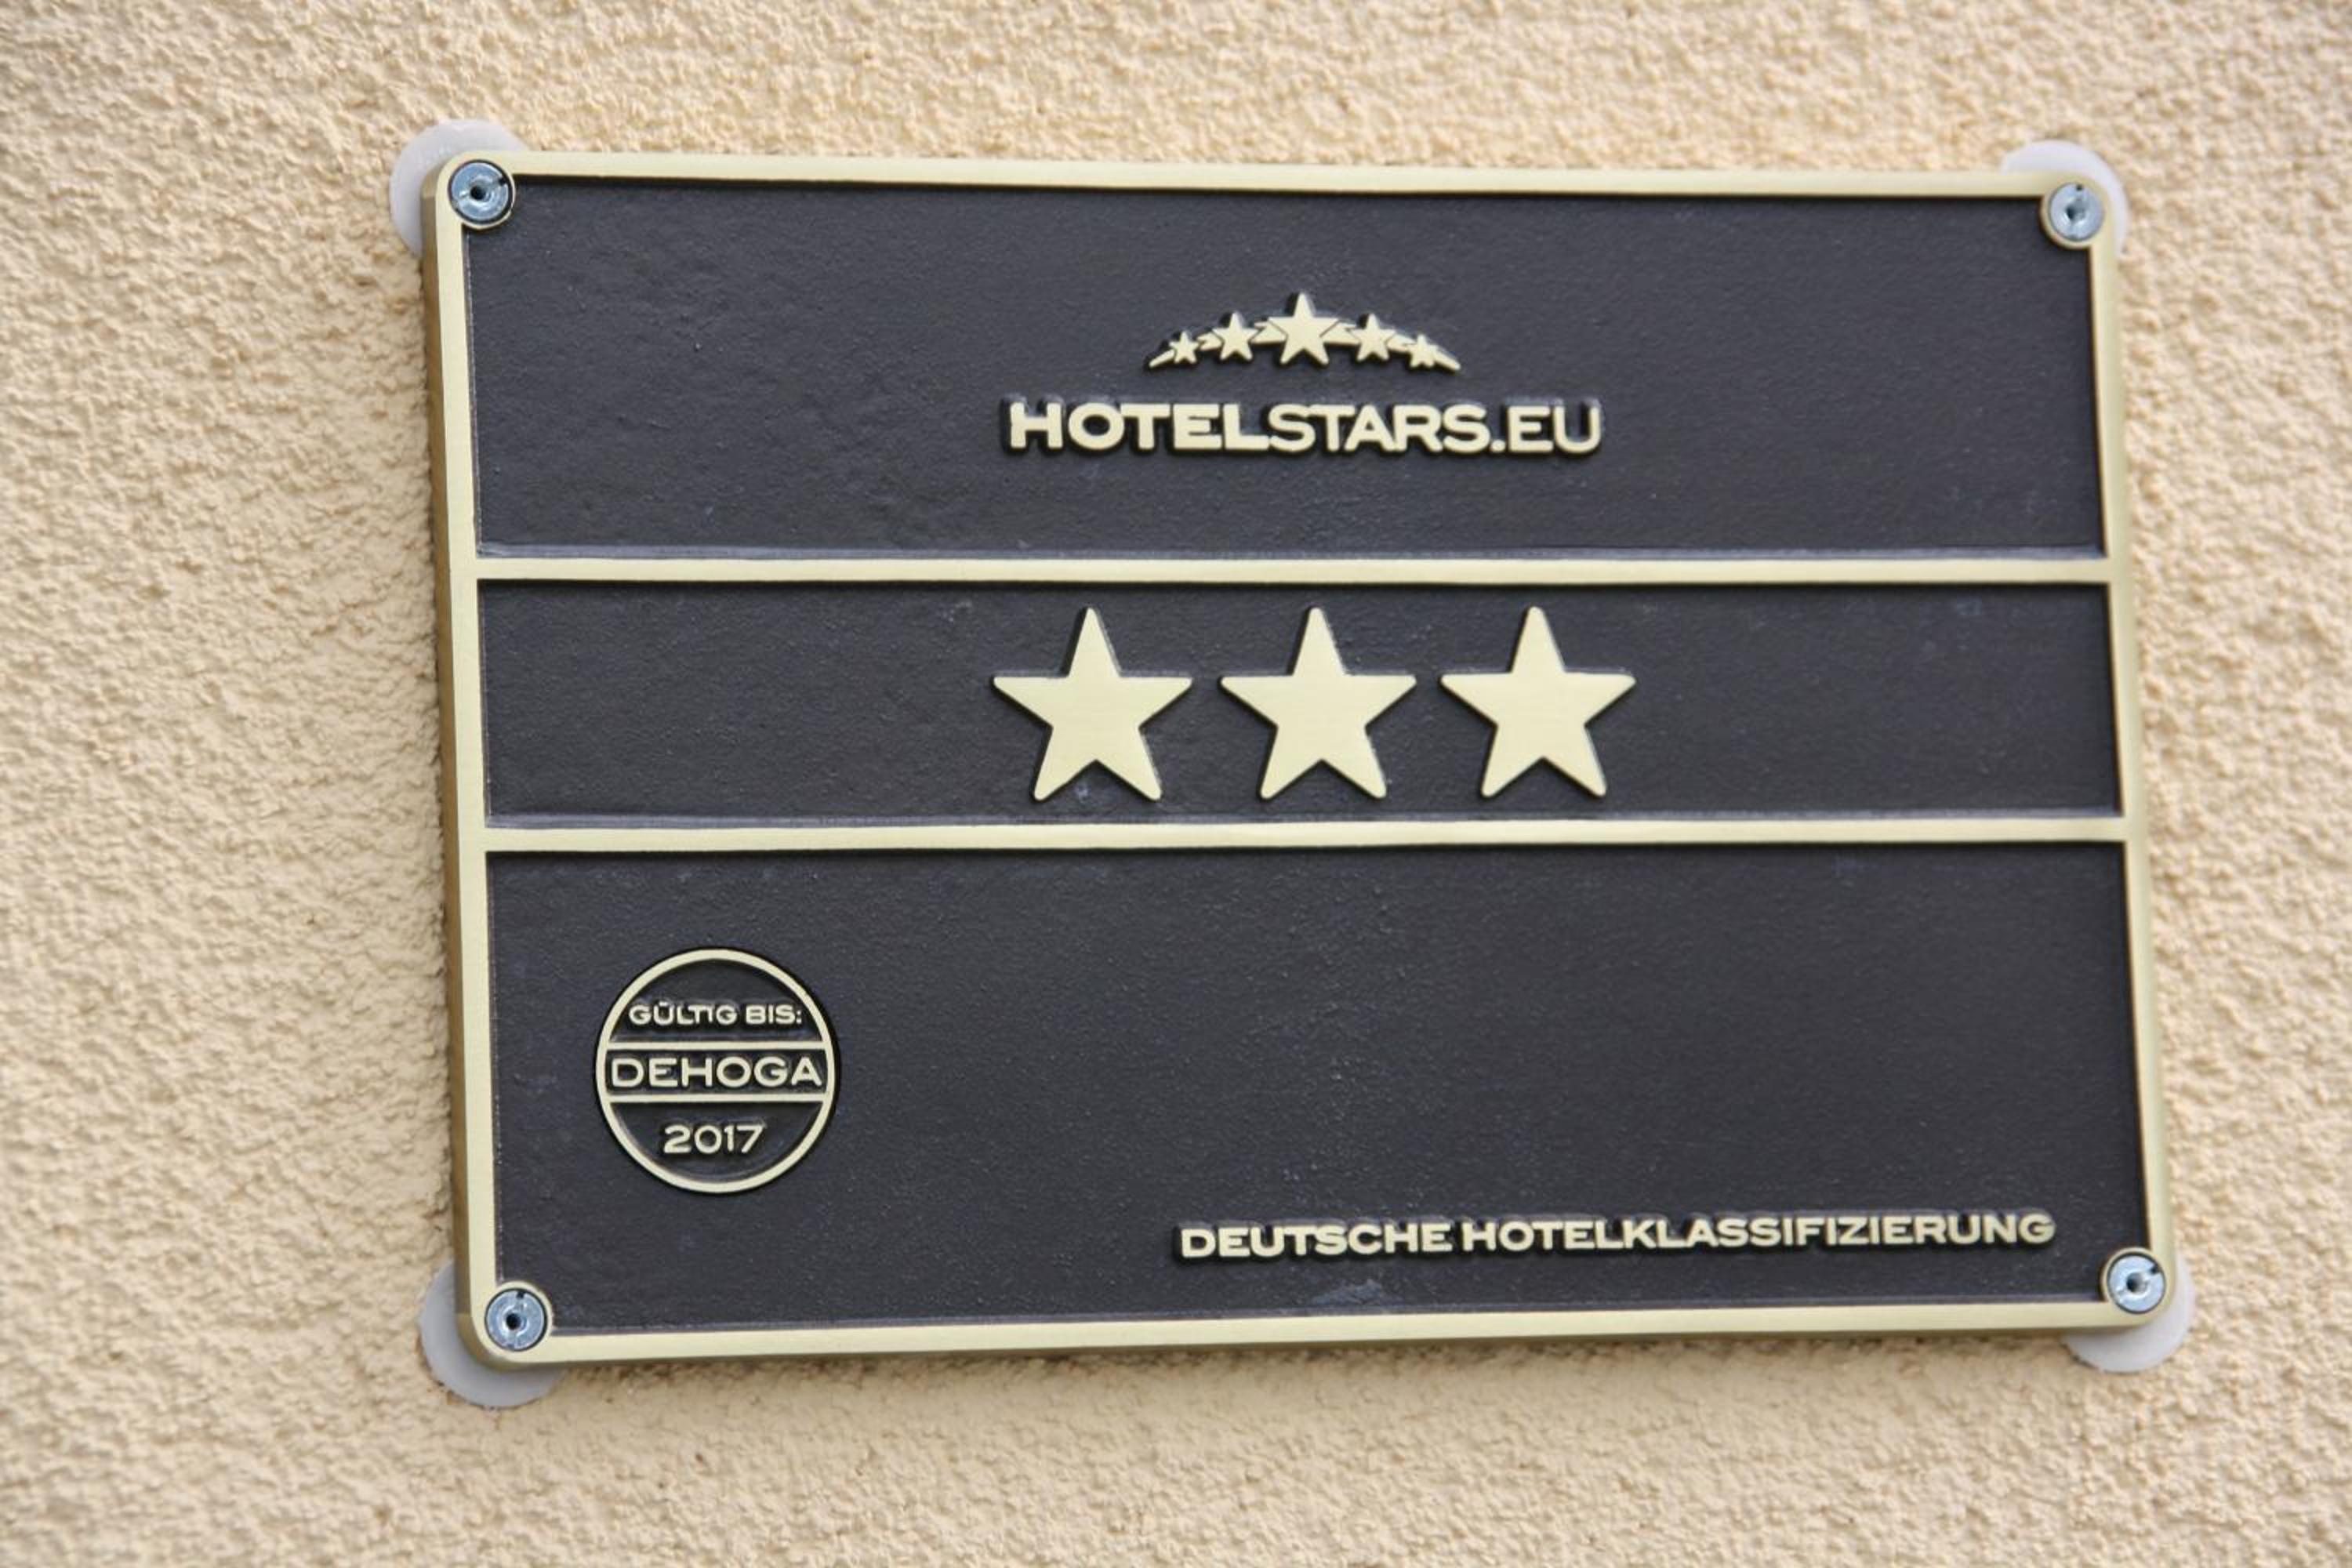 HOTELSTARS.EU
GÜLTIG BIS:
DEHOGA
2017
DEUTSCHE HOTELKLASSIFIZIERUNG